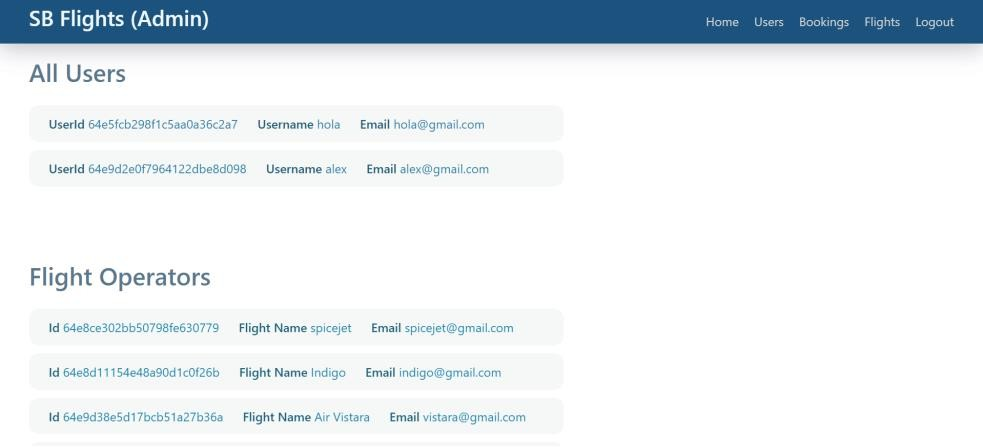 SB Flights (Admin) Home Users Bookings Flights Logout
All Users
UserId 64e5fcb298f1c5aa0a36c2a7 Username hola Email hola@gmail.com
UserId 64e9d2e0f7964122dbe8d098 Username alex Email alex@gmail.com
Flight Operators
Id 64e8ce302bb50798fe630779 Flight Name spicejet Email spicejet@gmail.com
Id 64e8d11154e48a90d1c0f26b Flight Name Indigo Email indigo@gmail.com
Id 64e9d38e5d17bcb51a27b36a Flight Name Air Vistara Email vistara@gmail.com